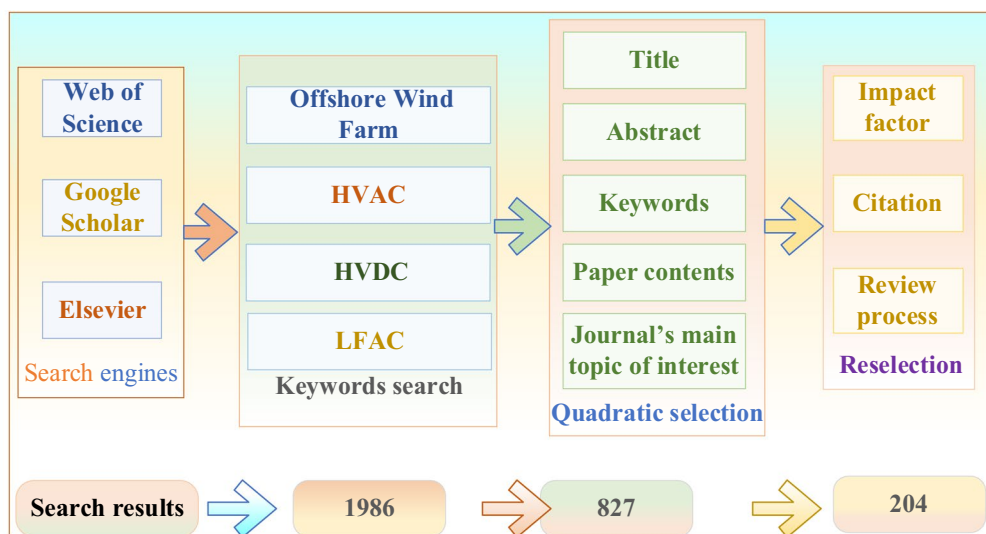 Web of
Science
Google
Scholar
Elsevier
Search engines
Offshore Wind
Farm
HVAC
HVDC
LFAC
Keywords search
Title
Abstract
Keywords
Paper contents
Journal’s main
topic of interest
Quadratic selection
Impact
factor
Citation
Review
process
Reselection
Search results
1986
827
204